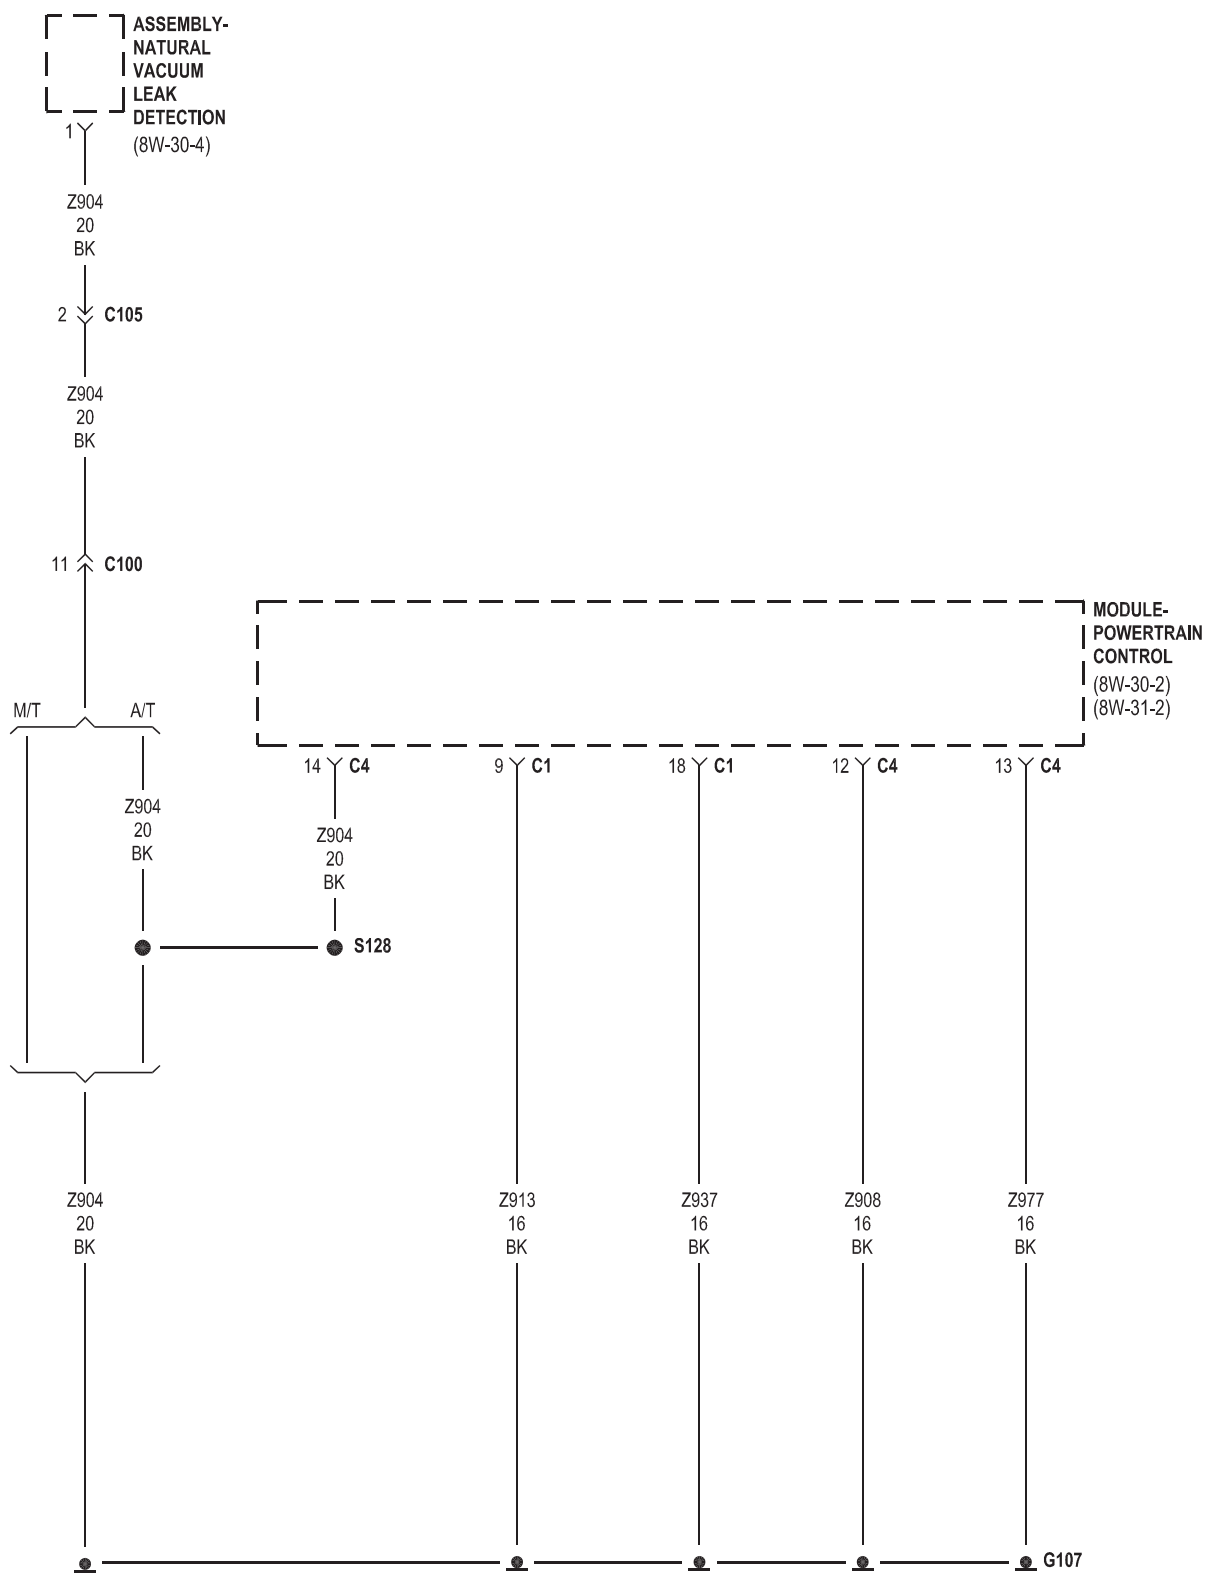 ASSEMBLY-
NATURAL
VACUUM
LEAK
DETECTION
(8W-30-4)
1
Z904
20
BK
2 C105
Z904
20
BK
11 C100
MODULE-
POWERTRAIN
CONTROL
(8W-30-2)
(8W-31-2)
M/T A/T
14 C4 9 C1 18 C1 12 C4 13 C4
Z904
20
BK
Z904
20
BK
S128
Z904
20
BK
Z913
16
BK
Z937
16
BK
Z908
16
BK
Z977
16
BK
G107